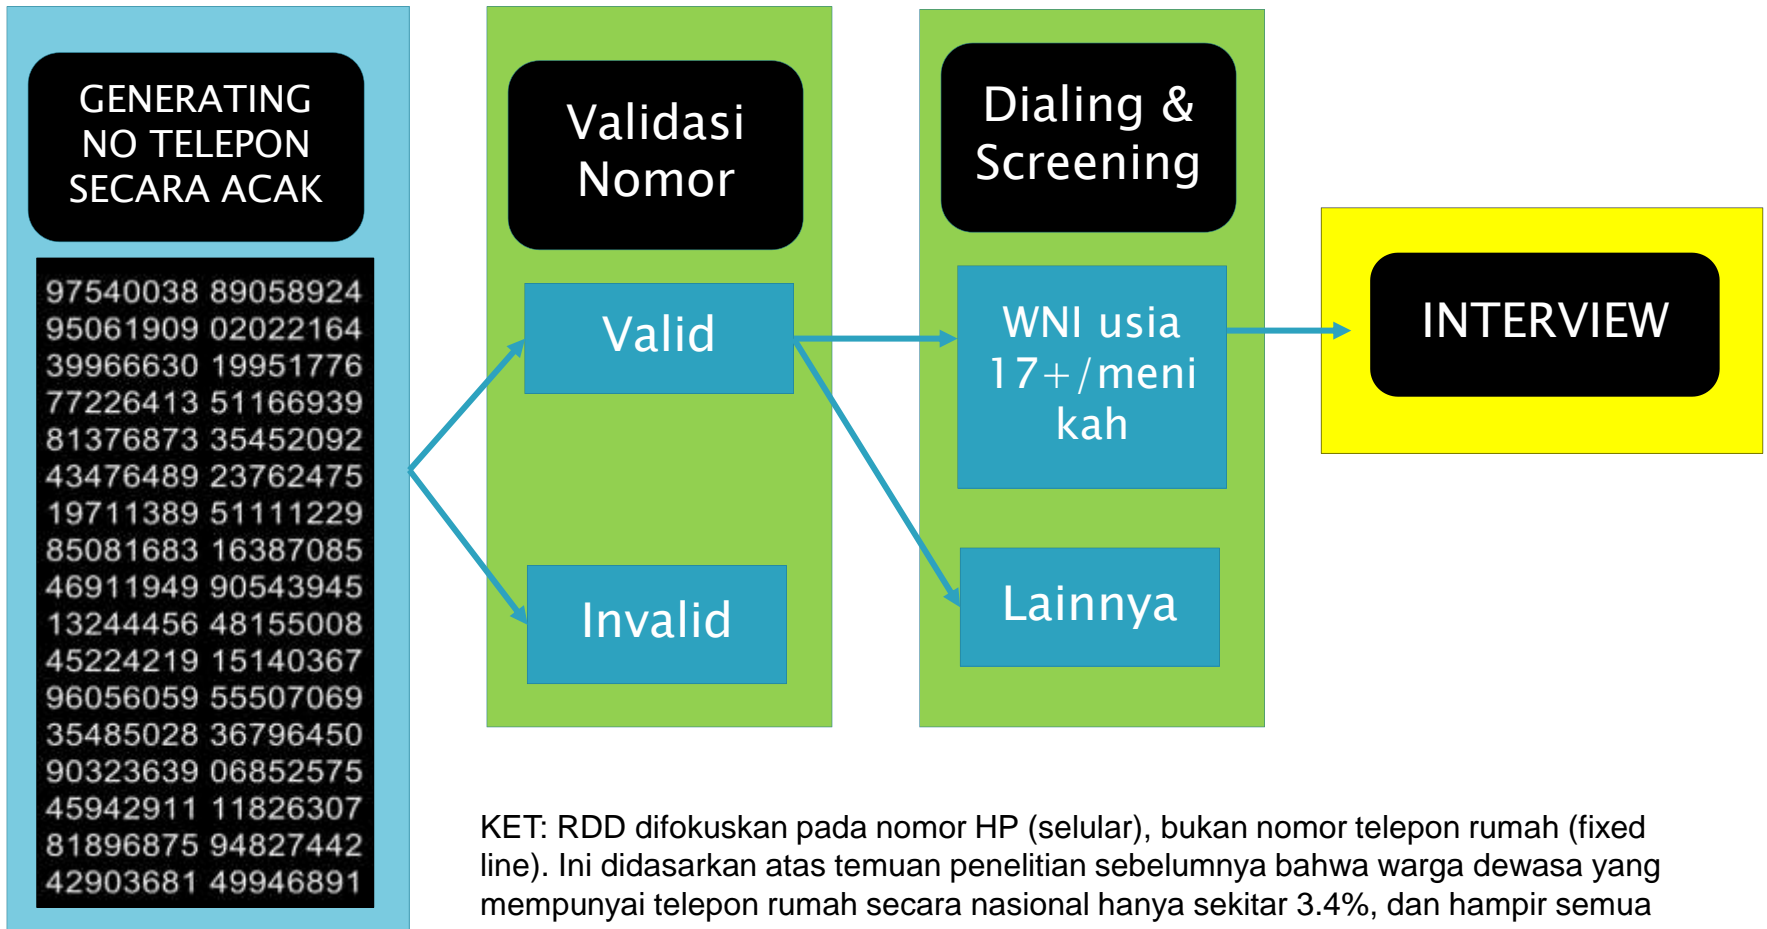 GENERATING
NO TELEPON
SECARA ACAK
97540038 89058924
95061909 02022164
39966630 19951776
77226413 51166939
81376873 35452092
43476489 23762475
19711389 51111229
85081683 16387085
46911949 90543945
13244456 48155008
45224219 15140367
96056059 55507069
35485028 36796450
90323639 06852575
45942911 11826307
81896875 94827442
42903681 49946891
Validasi
Nomor
Valid
Invalid
Dialing &
Screening
WNI usia
17+/meni
kah
Lainnya
INTERVIEW
KET: RDD difokuskan pada nomor HP (selular), bukan nomor telepon rumah (fixed
line). Ini didasarkan atas temuan penelitian sebelumnya bahwa warga dewasa yang
mempunyai telepon rumah secara nasional hanya sekitar 3.4%, dan hampir semua